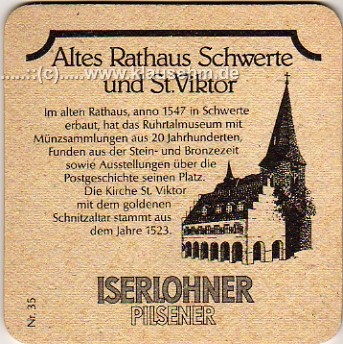 Altes Rathaus Schwerte
.....::(c)..... www.klausehm.de ....::....
und St. Viktor
Im alten Rathaus, anno 1547 in Schwerte
erbaut, hat das Ruhrtalmuseum mit
Münzsammlungen aus 20 Jahrhunderten,
Funden aus der Stein- und Bronzezeit
sowie Ausstellungen über die
Postgeschichte seinen Platz.
Die Kirche St. Viktor
mit dem goldenen
Schnitzaltar stammt aus
dem Jahre 1523.
ISERLOHNER
PILSENER
Nr. 35